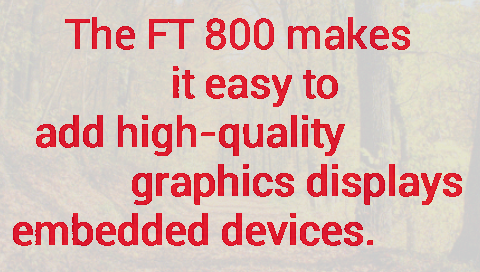 The FT 800 makes
it easy to
add high-quality
graphics displays
embedded devices.